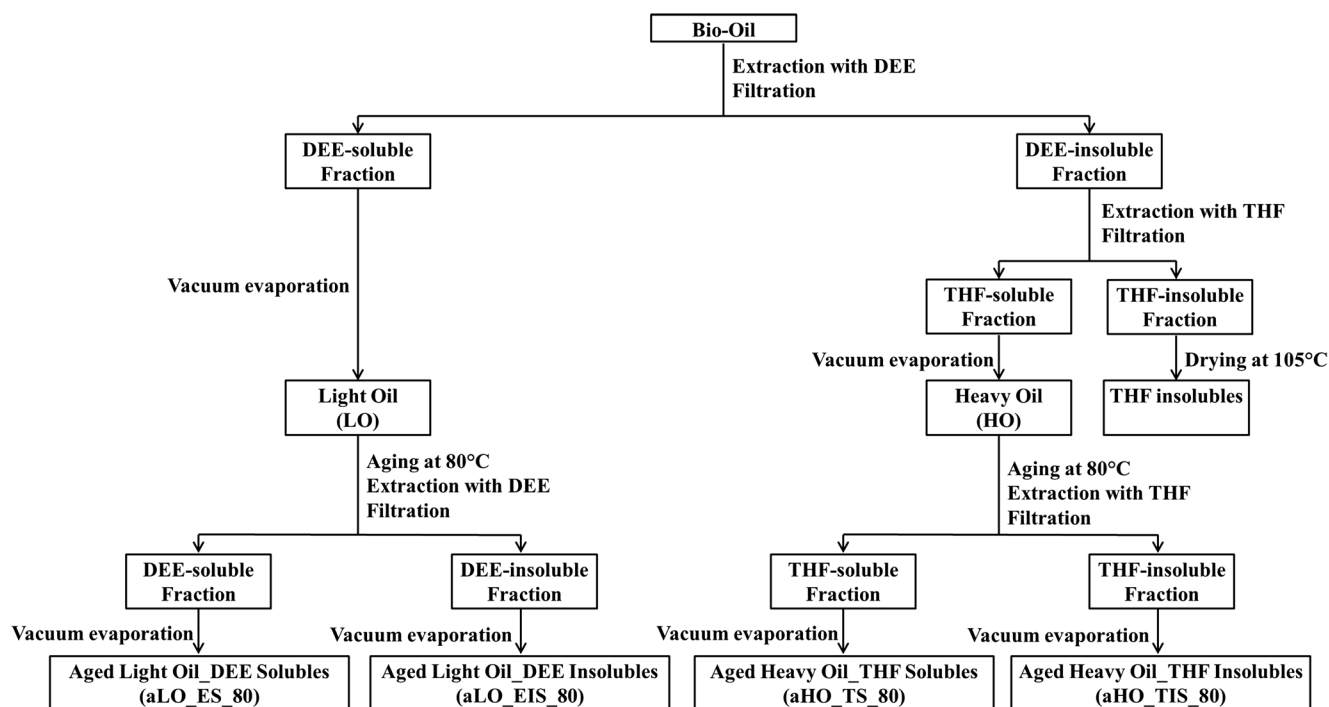 Bio-Oil
Extraction with DEE
Filtration
DEE-soluble
Fraction
DEE-insoluble
Fraction
Extraction with THF
Filtration
Vacuum evaporation
THF-soluble
Fraction
THF-insoluble
Fraction
Vacuum evaporation
Drying at 105°C
Light Oil
(LO)
Heavy Oil
(HO)
THF insolubles
Aging at 80°C
Extraction with DEE
Filtration
Aging at 80°C
Extraction with THF
Filtration
DEE-soluble
Fraction
DEE-insoluble
Fraction
THF-soluble
Fraction
THF-insoluble
Fraction
Vacuum evaporation
Vacuum evaporation
Vacuum evaporation
Vacuum evaporation
Aged Light Oil_DEE Solubles
(aLO_ES_80)
Aged Light Oil_DEE Insolubles
(aLO_EIS_80)
Aged Heavy Oil_THF Solubles
(aHO_TS_80)
Aged Heavy Oil_THF Insolubles
(aHO_TIS_80)